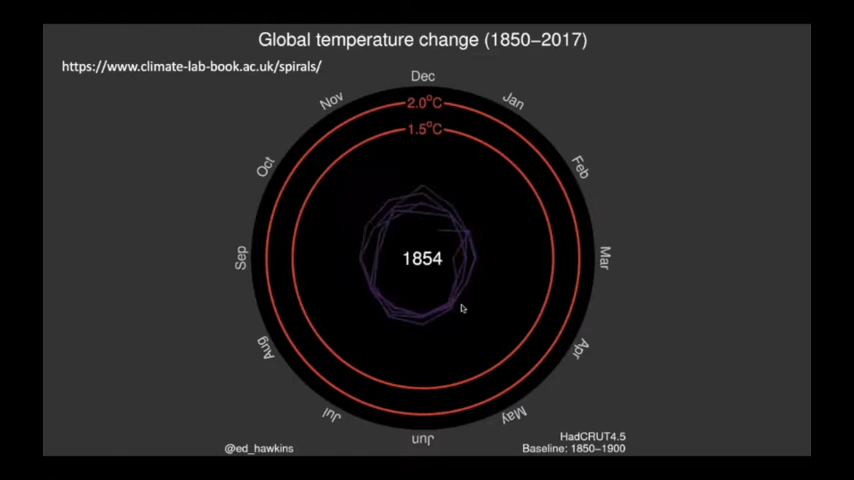 Global temperature change (1850−2017)
https://www.climate-lab-book.ac.uk/spirals/
Dec
Nov
Jan
2.0°C
1.5°C
Oct
Feb
Sep
1854
Mar
Aug
Apr
Jul
May
Jun
HadCRUT4.5
@ed_hawkins
Baseline: 1850−1900